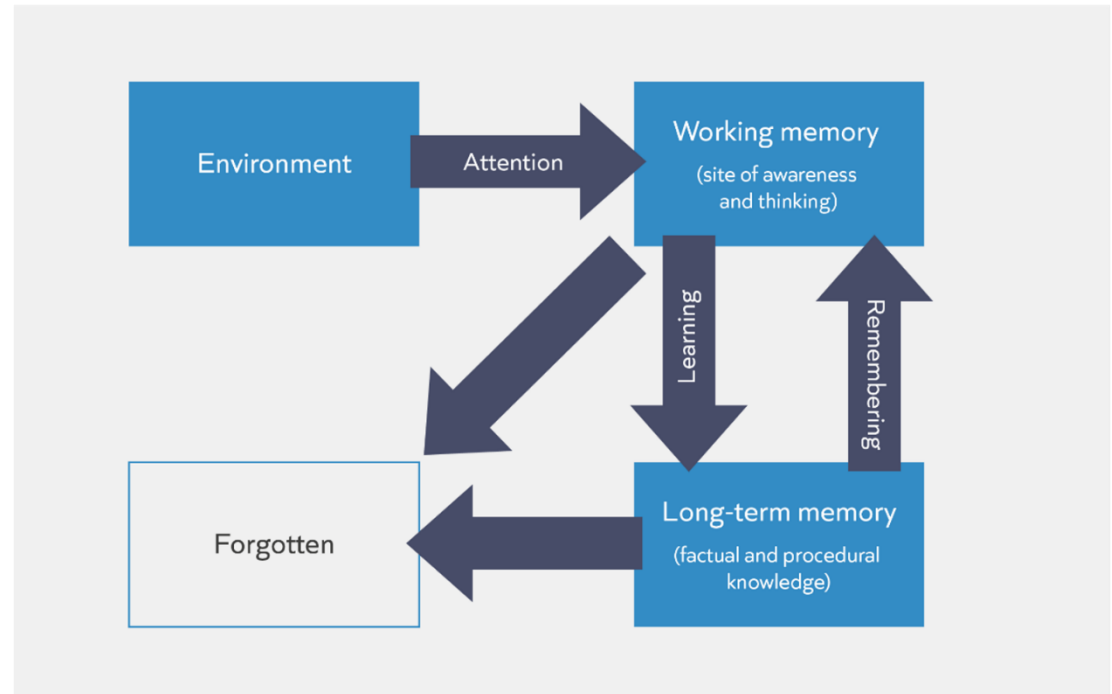 Environment
Attention
Working memory
(site of awareness
and thinking)
Learning
Remembering
Forgotten
Long-term memory
(factual and procedural
knowledge)